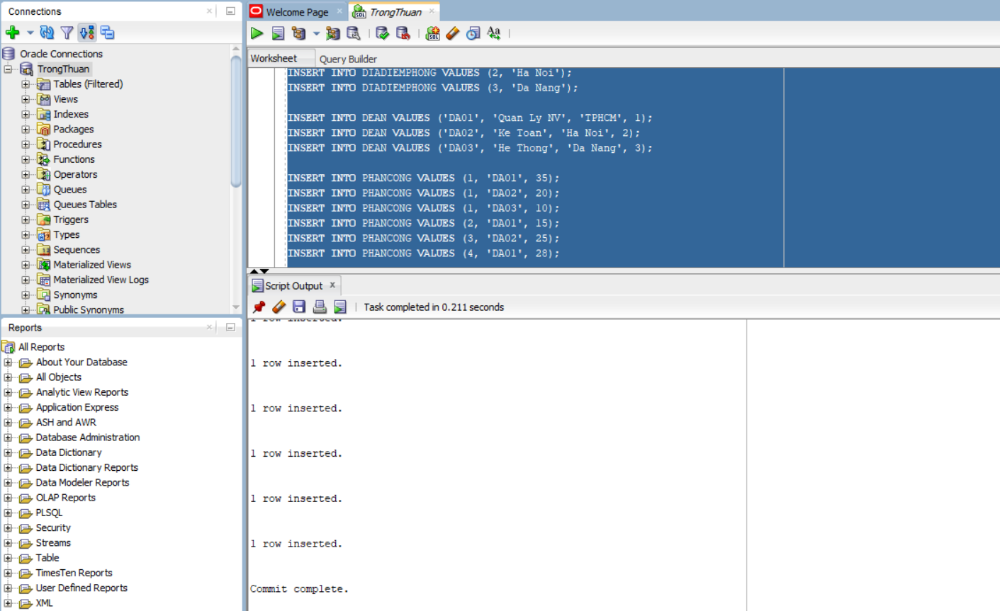 Connections
Oracle Connections
TrongThuan
Tables (Filtered)
Views
Indexes
Packages
Procedures
Functions
Operators
Queues
Queues Tables
Triggers
Types
Sequences
Materialized Views
Materialized View Logs
Synonyms
Public Synonyms
Reports
All Reports
About Your Database
All Objects
Analytic View Reports
Application Express
ASH and AWR
Database Administration
Data Dictionary
Data Dictionary Reports
Data Modeler Reports
OLAP Reports
PLSQL
Security
Streams
Table
TimesTen Reports
User Defined Reports
XML
Welcome Page
TrongThuan
Worksheet
Query Builder
INSERT INTO DIADIEMPHONG VALUES (2, 'Ha Noi');
INSERT INTO DIADIEMPHONG VALUES (3, 'Da Nang');
INSERT INTO DEAN VALUES ('DA01', 'Quan Ly NV', 'TPHCM', 1);
INSERT INTO DEAN VALUES ('DA02', 'Ke Toan', 'Ha Noi', 2);
INSERT INTO DEAN VALUES ('DA03', 'He Thong', 'Da Nang', 3);
INSERT INTO PHANCONG VALUES (1, 'DA01', 35);
INSERT INTO PHANCONG VALUES (1, 'DA02', 20);
INSERT INTO PHANCONG VALUES (1, 'DA03', 10);
INSERT INTO PHANCONG VALUES (2, 'DA01', 15);
INSERT INTO PHANCONG VALUES (3, 'DA02', 25);
INSERT INTO PHANCONG VALUES (4, 'DA01', 28);
Script Output
Task completed in 0.211 seconds
1 row inserted.
1 row inserted.
1 row inserted.
1 row inserted.
1 row inserted.
1 row inserted.
Commit complete.